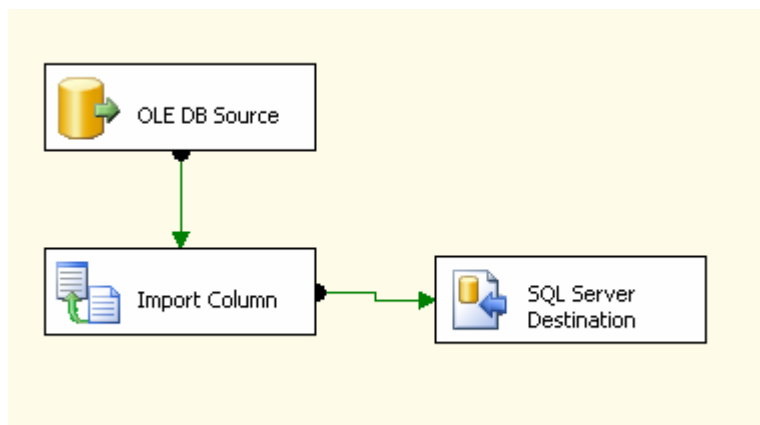 OLE DB Source
Import Column
SQL Server
Destination